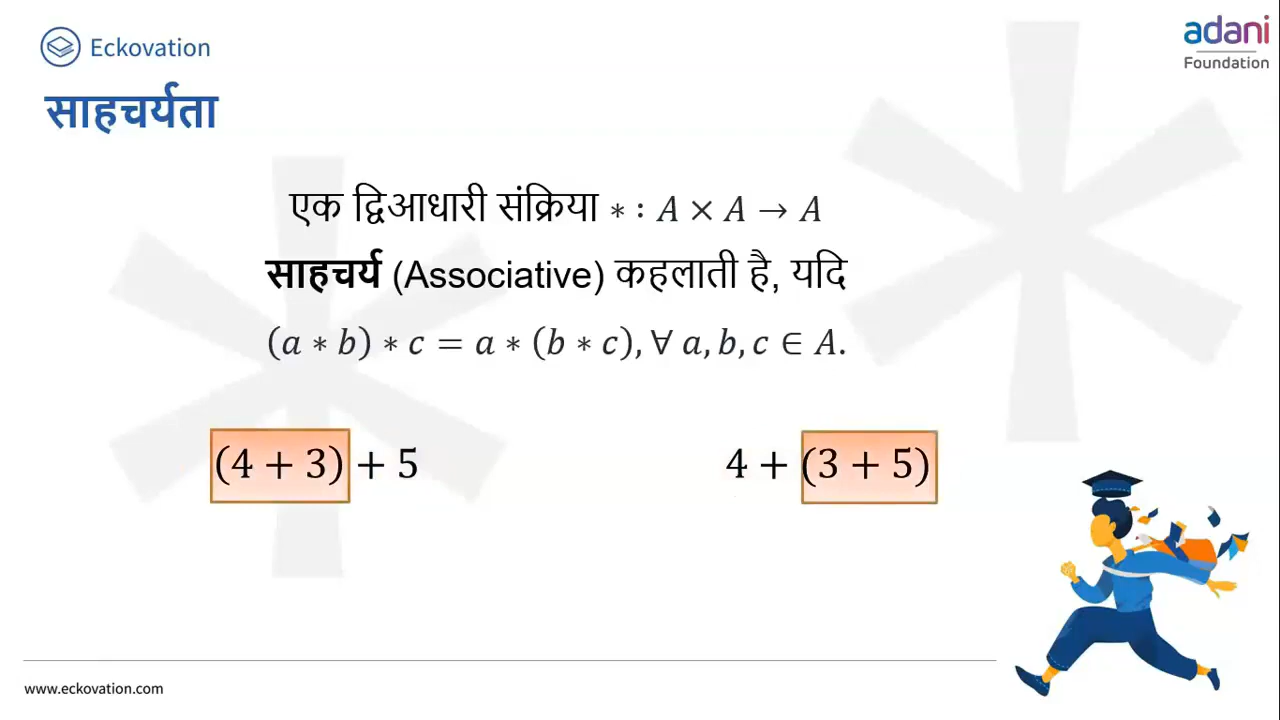 Eckovation
adani
Foundation
साहचर्यता
एक द्विआधारी संक्रिया ∗ : A × A → A
साहचर्य (Associative) कहलाती है, यदि
(a ∗ b) ∗ c = a ∗ (b ∗ c), ∀ a, b, c ∈ A.
(4 + 3) + 5
4 + (3 + 5)
www.eckovation.com